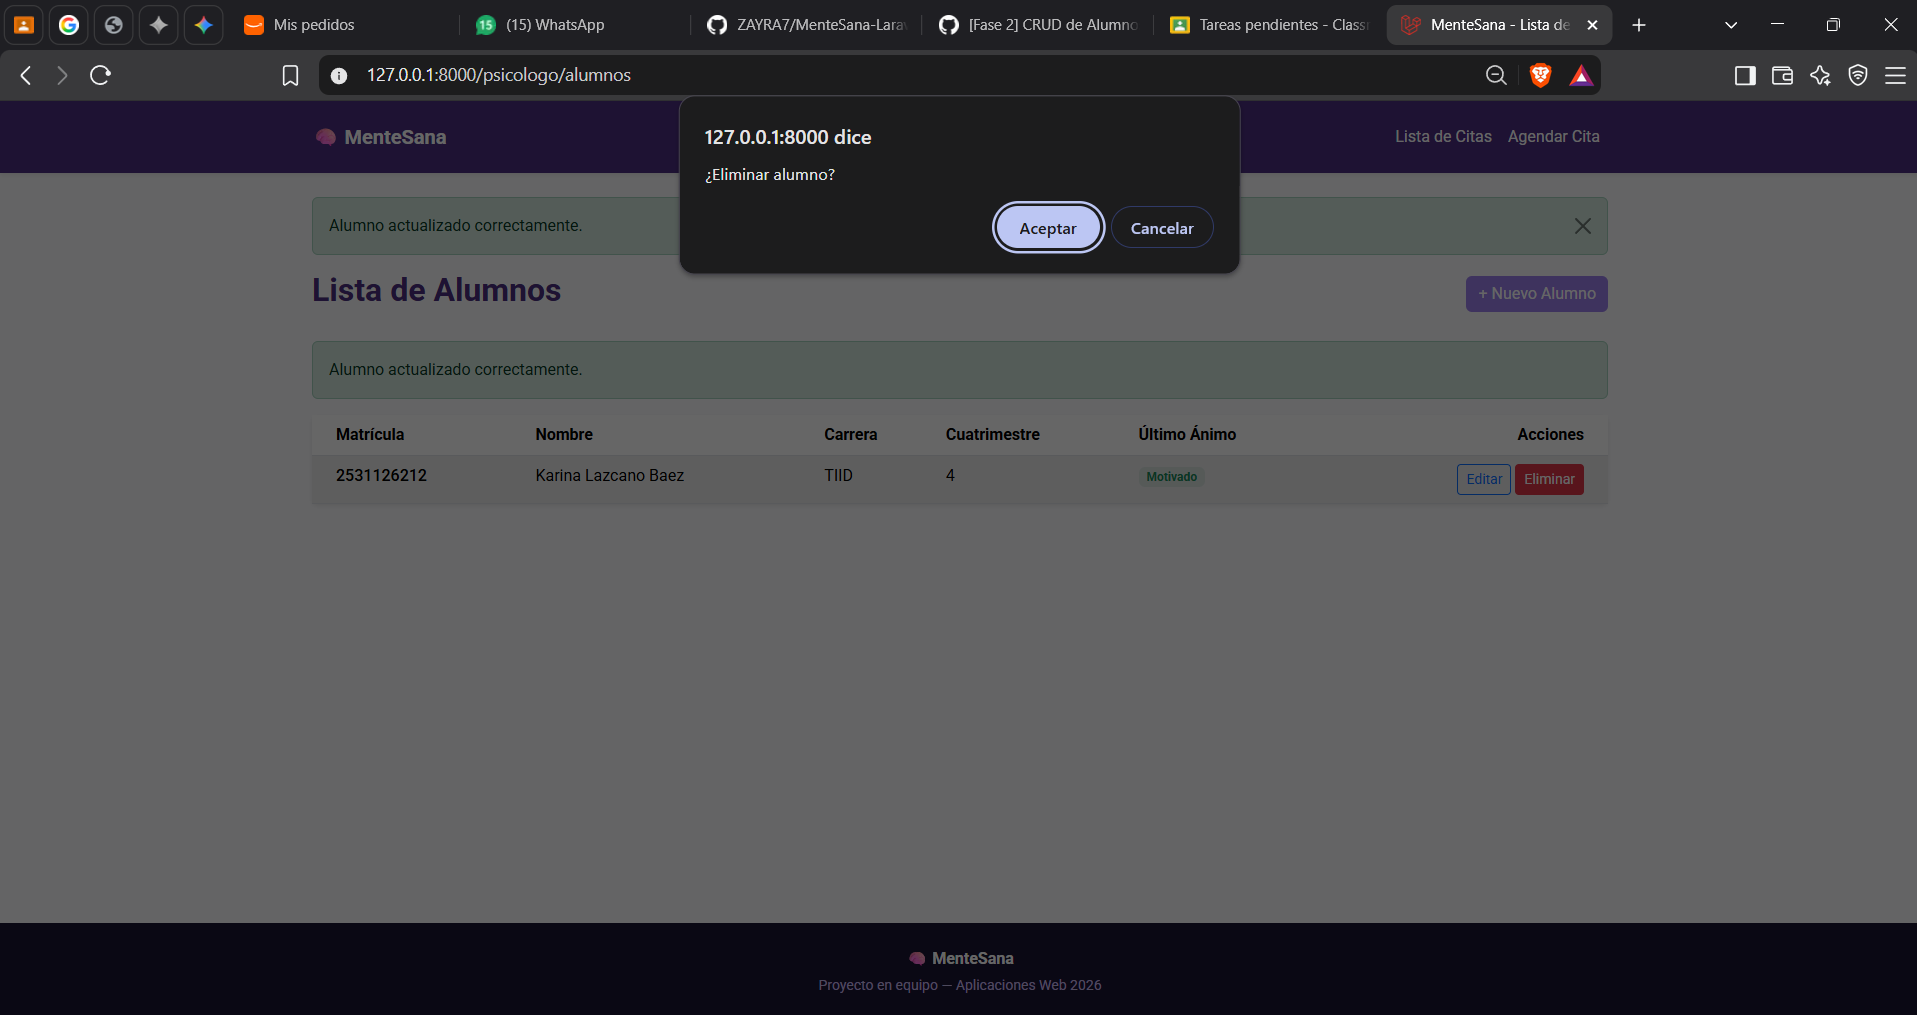 Mis pedidos
15
(15) WhatsApp
ZAYRA7/MenteSana-Lara
[Fase 2] CRUD de Alumno
Tareas pendientes - Class
MenteSana - Lista de
127.0.0.1:8000/psicologo/alumnos
MenteSana
Lista de Citas
Agendar Cita
127.0.0.1:8000 dice
¿Eliminar alumno?
Aceptar
Cancelar
Alumno actualizado correctamente.
Lista de Alumnos
+ Nuevo Alumno
Alumno actualizado correctamente.
Matrícula Nombre Carrera Cuatrimestre Último Ánimo Acciones
2531126212 Karina Lazcano Baez TIID 4 Motivado Editar Eliminar
MenteSana
Proyecto en equipo — Aplicaciones Web 2026